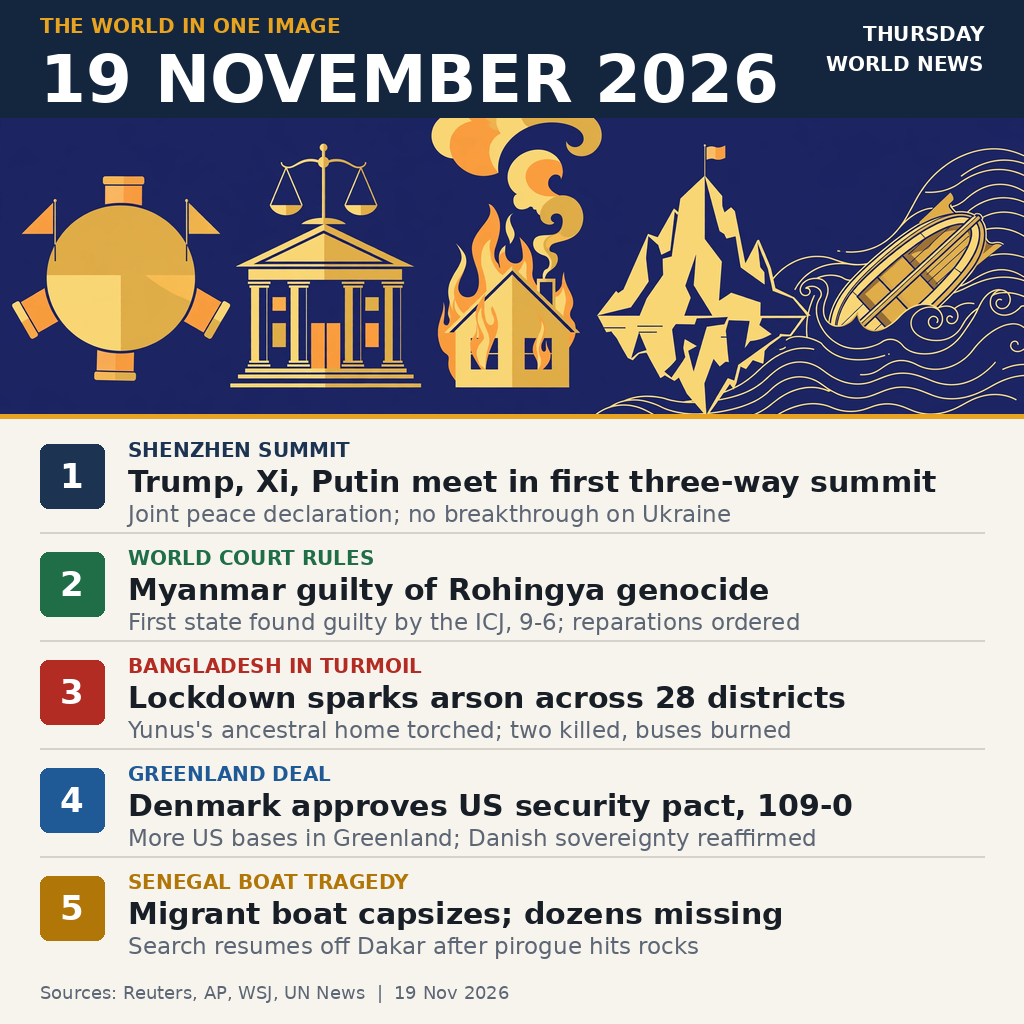 THE WORLD IN ONE IMAGE
19 NOVEMBER 2026
THURSDAY
WORLD NEWS
1
SHENZHEN SUMMIT
Trump, Xi, Putin meet in first three-way summit
Joint peace declaration; no breakthrough on Ukraine
2
WORLD COURT RULES
Myanmar guilty of Rohingya genocide
First state found guilty by the ICJ, 9-6; reparations ordered
3
BANGLADESH IN TURMOIL
Lockdown sparks arson across 28 districts
Yunus's ancestral home torched; two killed, buses burned
4
GREENLAND DEAL
Denmark approves US security pact, 109-0
More US bases in Greenland; Danish sovereignty reaffirmed
5
SENEGAL BOAT TRAGEDY
Migrant boat capsizes; dozens missing
Search resumes off Dakar after pirogue hits rocks
Sources: Reuters, AP, WSJ, UN News | 19 Nov 2026